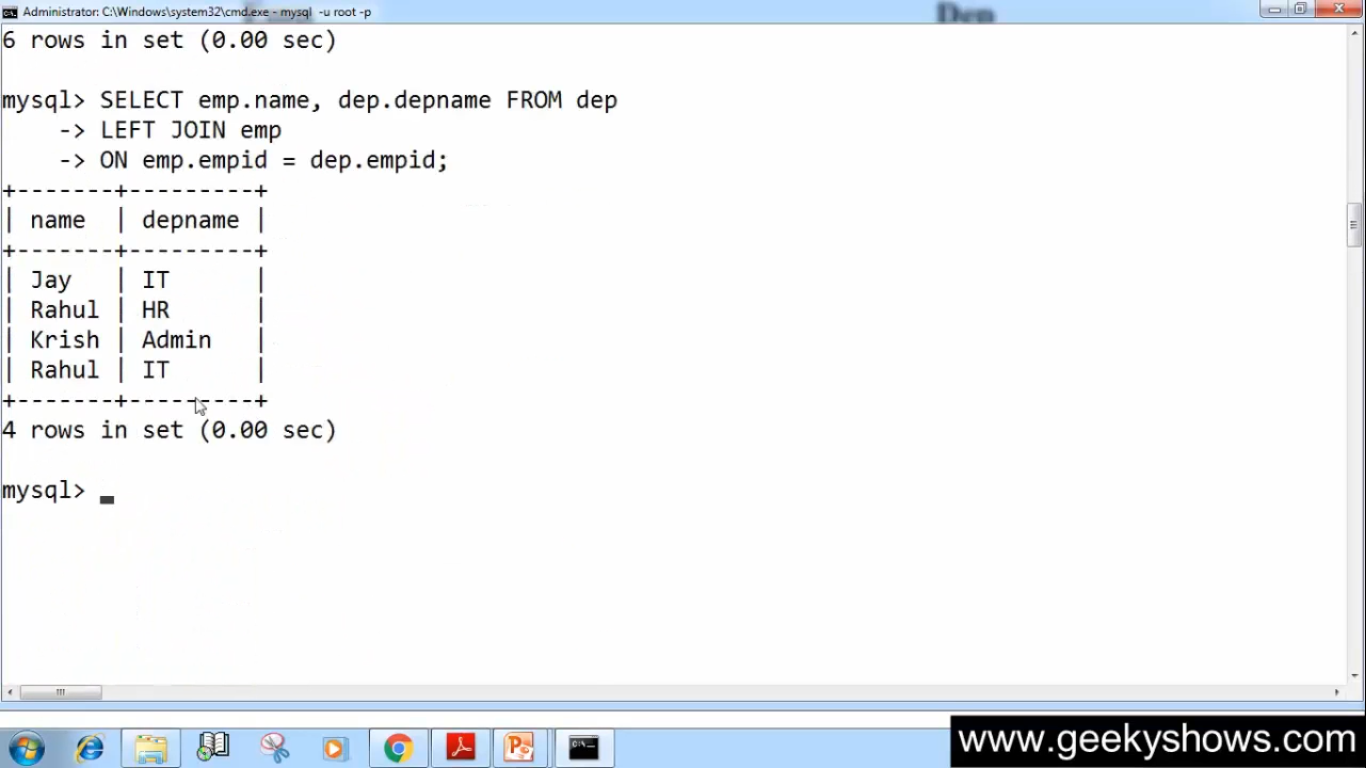 Administrator: C:\Windows\system32\cmd.exe - mysql  -u root -p
Dep
6 rows in set (0.00 sec)
mysql> SELECT emp.name, dep.depname FROM dep
    -> LEFT JOIN emp
    -> ON emp.empid = dep.empid;
+-------+---------+
| name  | depname |
+-------+---------+
| Jay   | IT      |
| Rahul | HR      |
| Krish | Admin   |
| Rahul | IT      |
+-------+---------+
4 rows in set (0.00 sec)
mysql> _
www.geekyshows.com